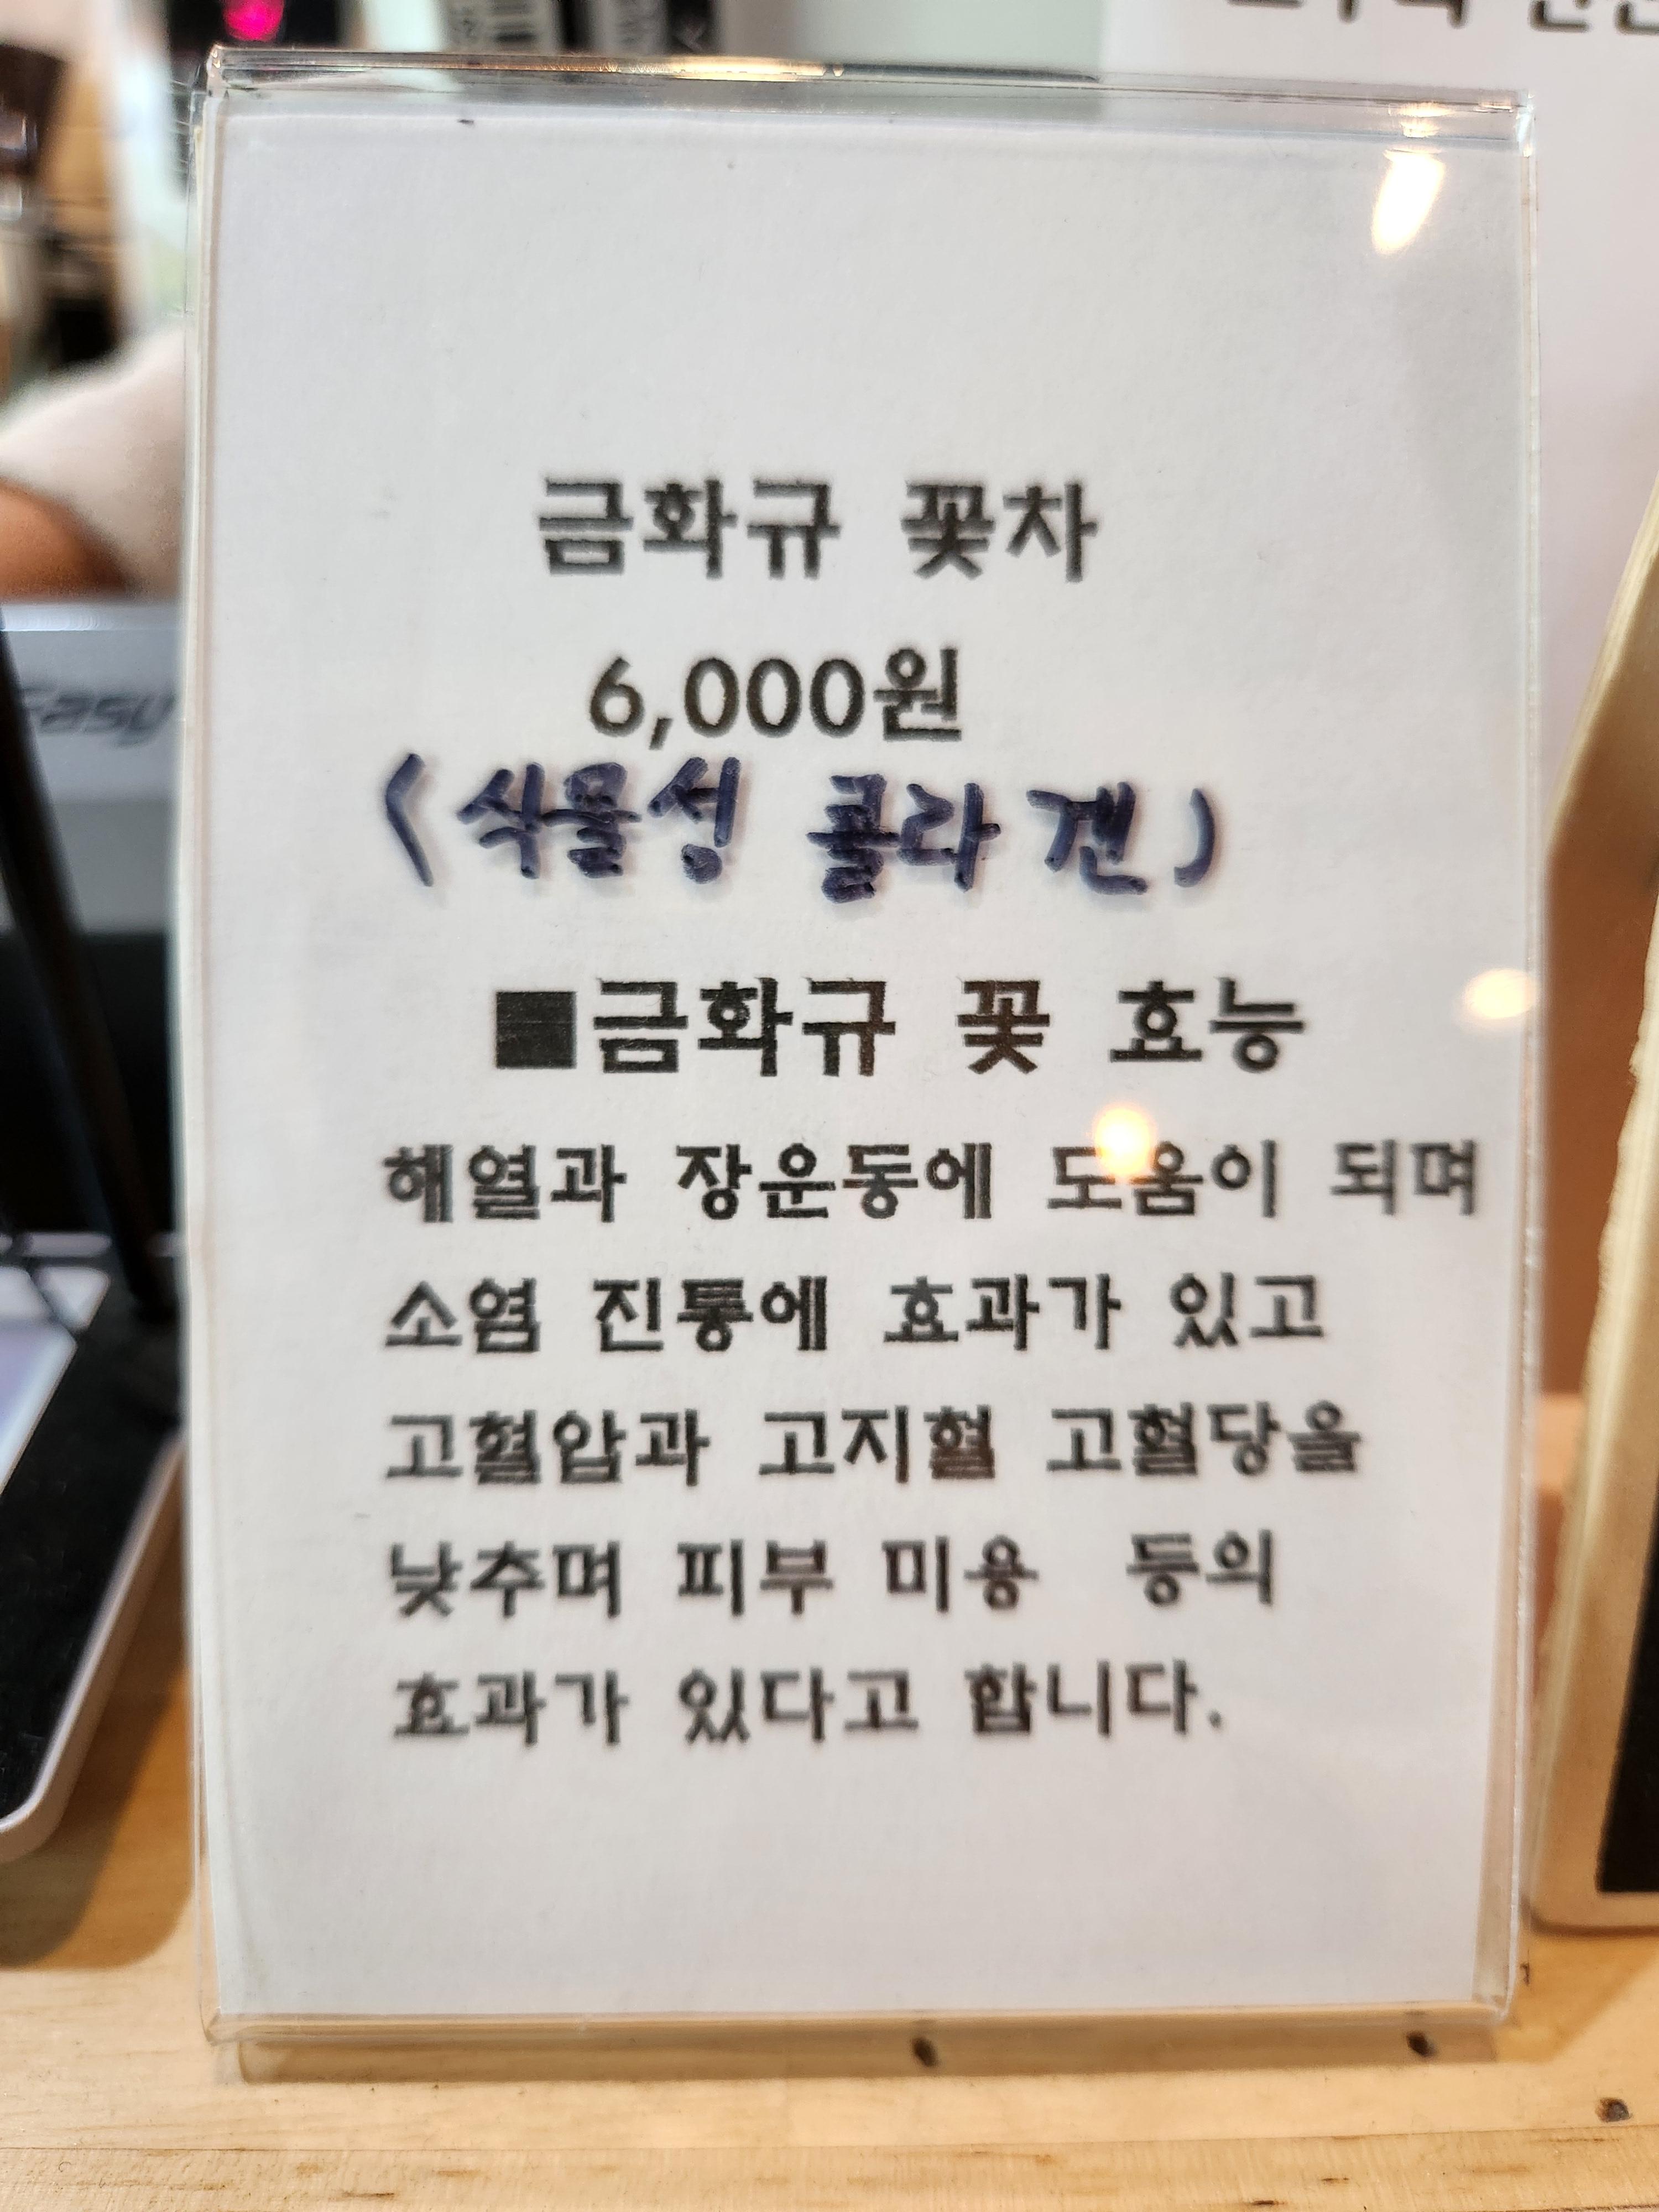 금화규 꽃차
6,000원
(식물성 콜라겐)
■금화규 꽃 효능
해열과 장운동에 도움이 되며
소염 진통에 효과가 있고
고혈압과 고지혈 고혈당을
낮추며 피부 미용 등의
효과가 있다고 합니다.
Easy